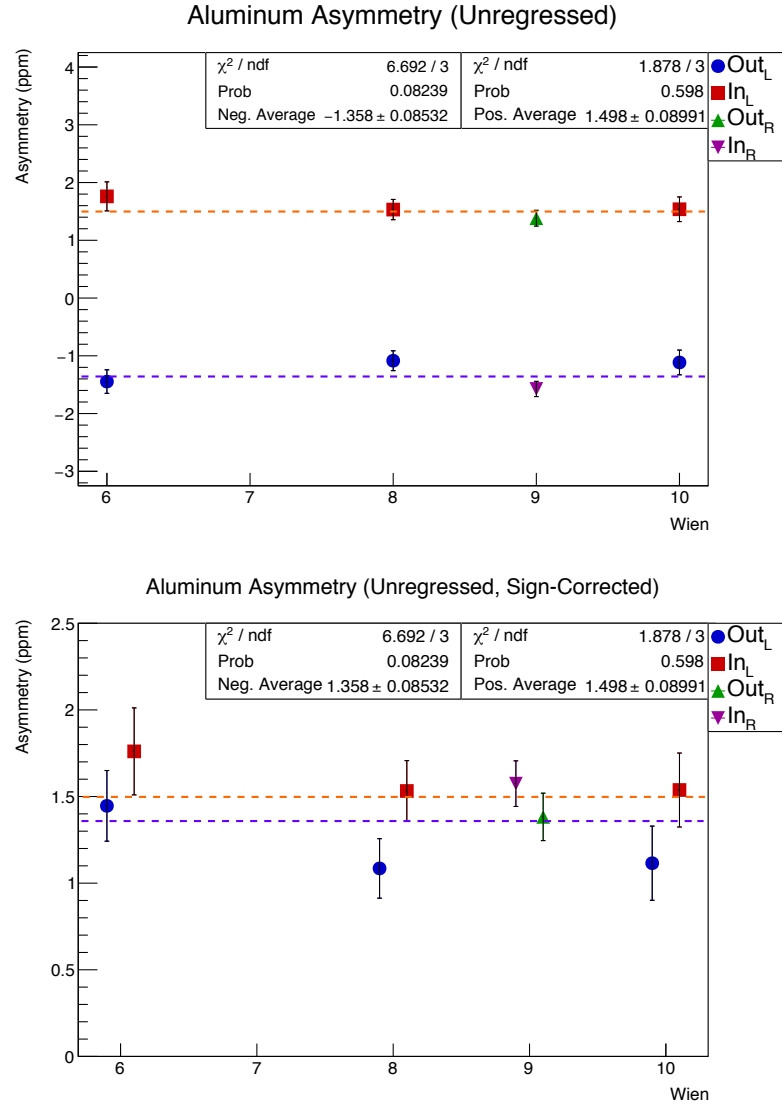 Aluminum Asymmetry (Unregressed)
Asymmetry (ppm)
χ² / ndf 6.692 / 3
Prob 0.08239
Neg. Average −1.358 ± 0.08532
χ² / ndf 1.878 / 3
Prob 0.598
Pos. Average 1.498 ± 0.08991
Out_L
In_L
Out_R
In_R
4
3
2
1
0
−1
−2
−3
6 7 8 9 10
Wien
Aluminum Asymmetry (Unregressed, Sign-Corrected)
Asymmetry (ppm)
χ² / ndf 6.692 / 3
Prob 0.08239
Neg. Average 1.358 ± 0.08532
χ² / ndf 1.878 / 3
Prob 0.598
Pos. Average 1.498 ± 0.08991
Out_L
In_L
Out_R
In_R
2.5
2
1.5
1
0.5
0
6 7 8 9 10
Wien